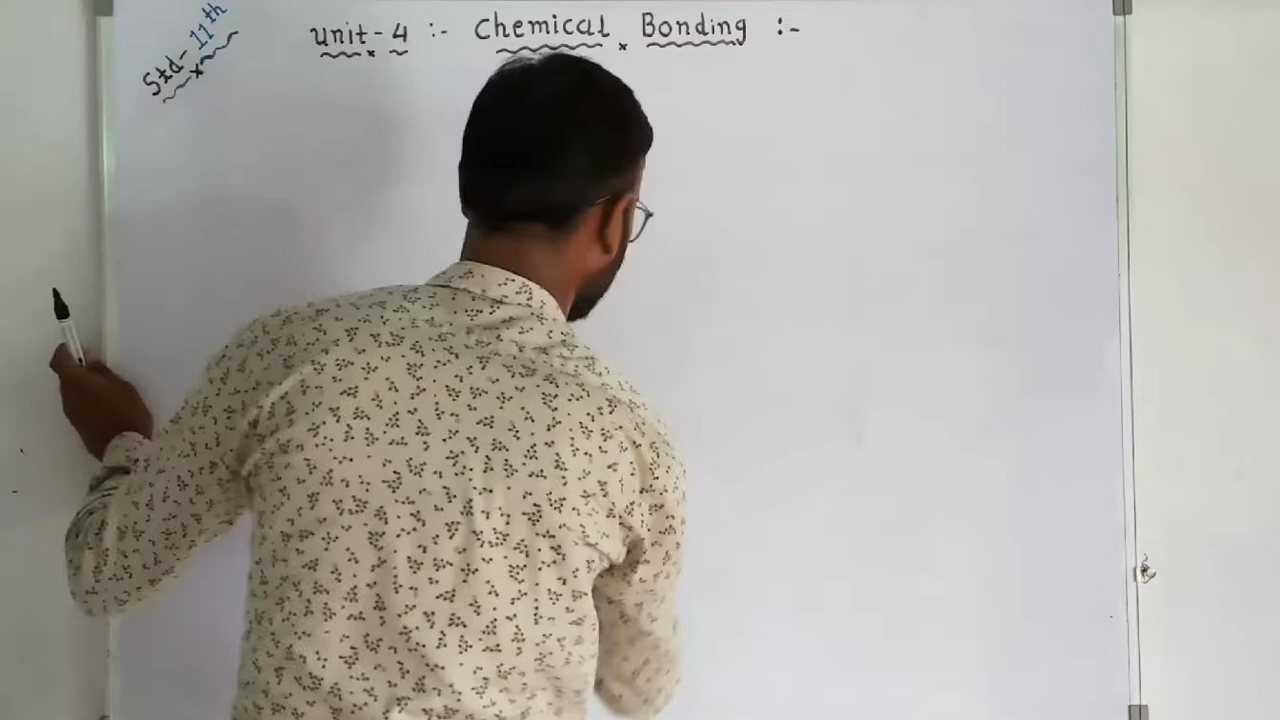 Std-11th
Unit-4 :- Chemical Bonding :-